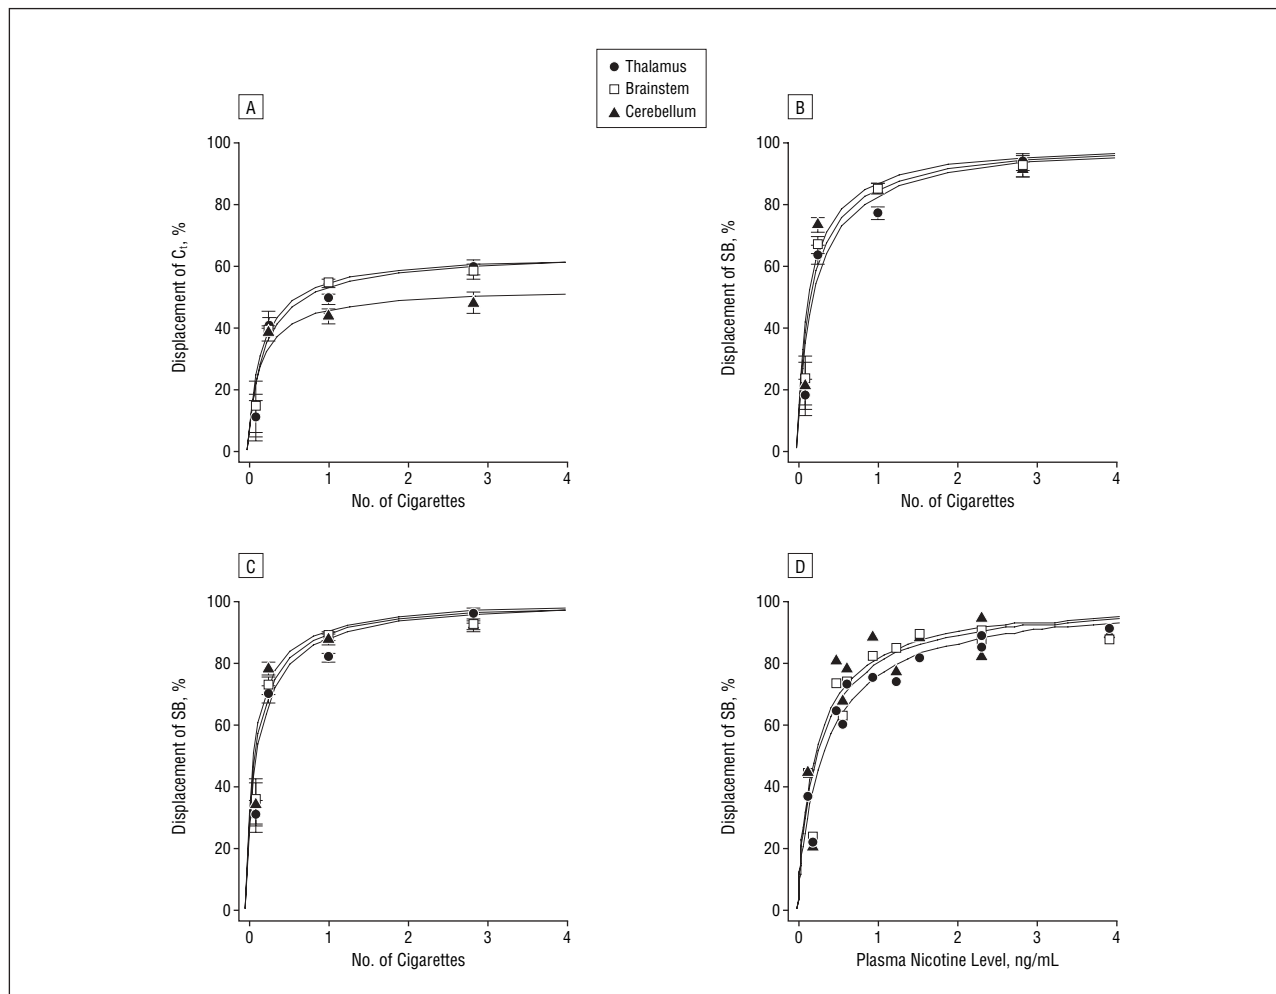 Thalamus
Brainstem
Cerebellum
A
100
80
60
40
20
0
Displacement of Cₜ, %
0 1 2 3 4
No. of Cigarettes
B
100
80
60
40
20
0
Displacement of SB, %
0 1 2 3 4
No. of Cigarettes
C
100
80
60
40
20
0
Displacement of SB, %
0 1 2 3 4
No. of Cigarettes
D
100
80
60
40
20
0
Displacement of SB, %
0 1 2 3 4
Plasma Nicotine Level, ng/mL